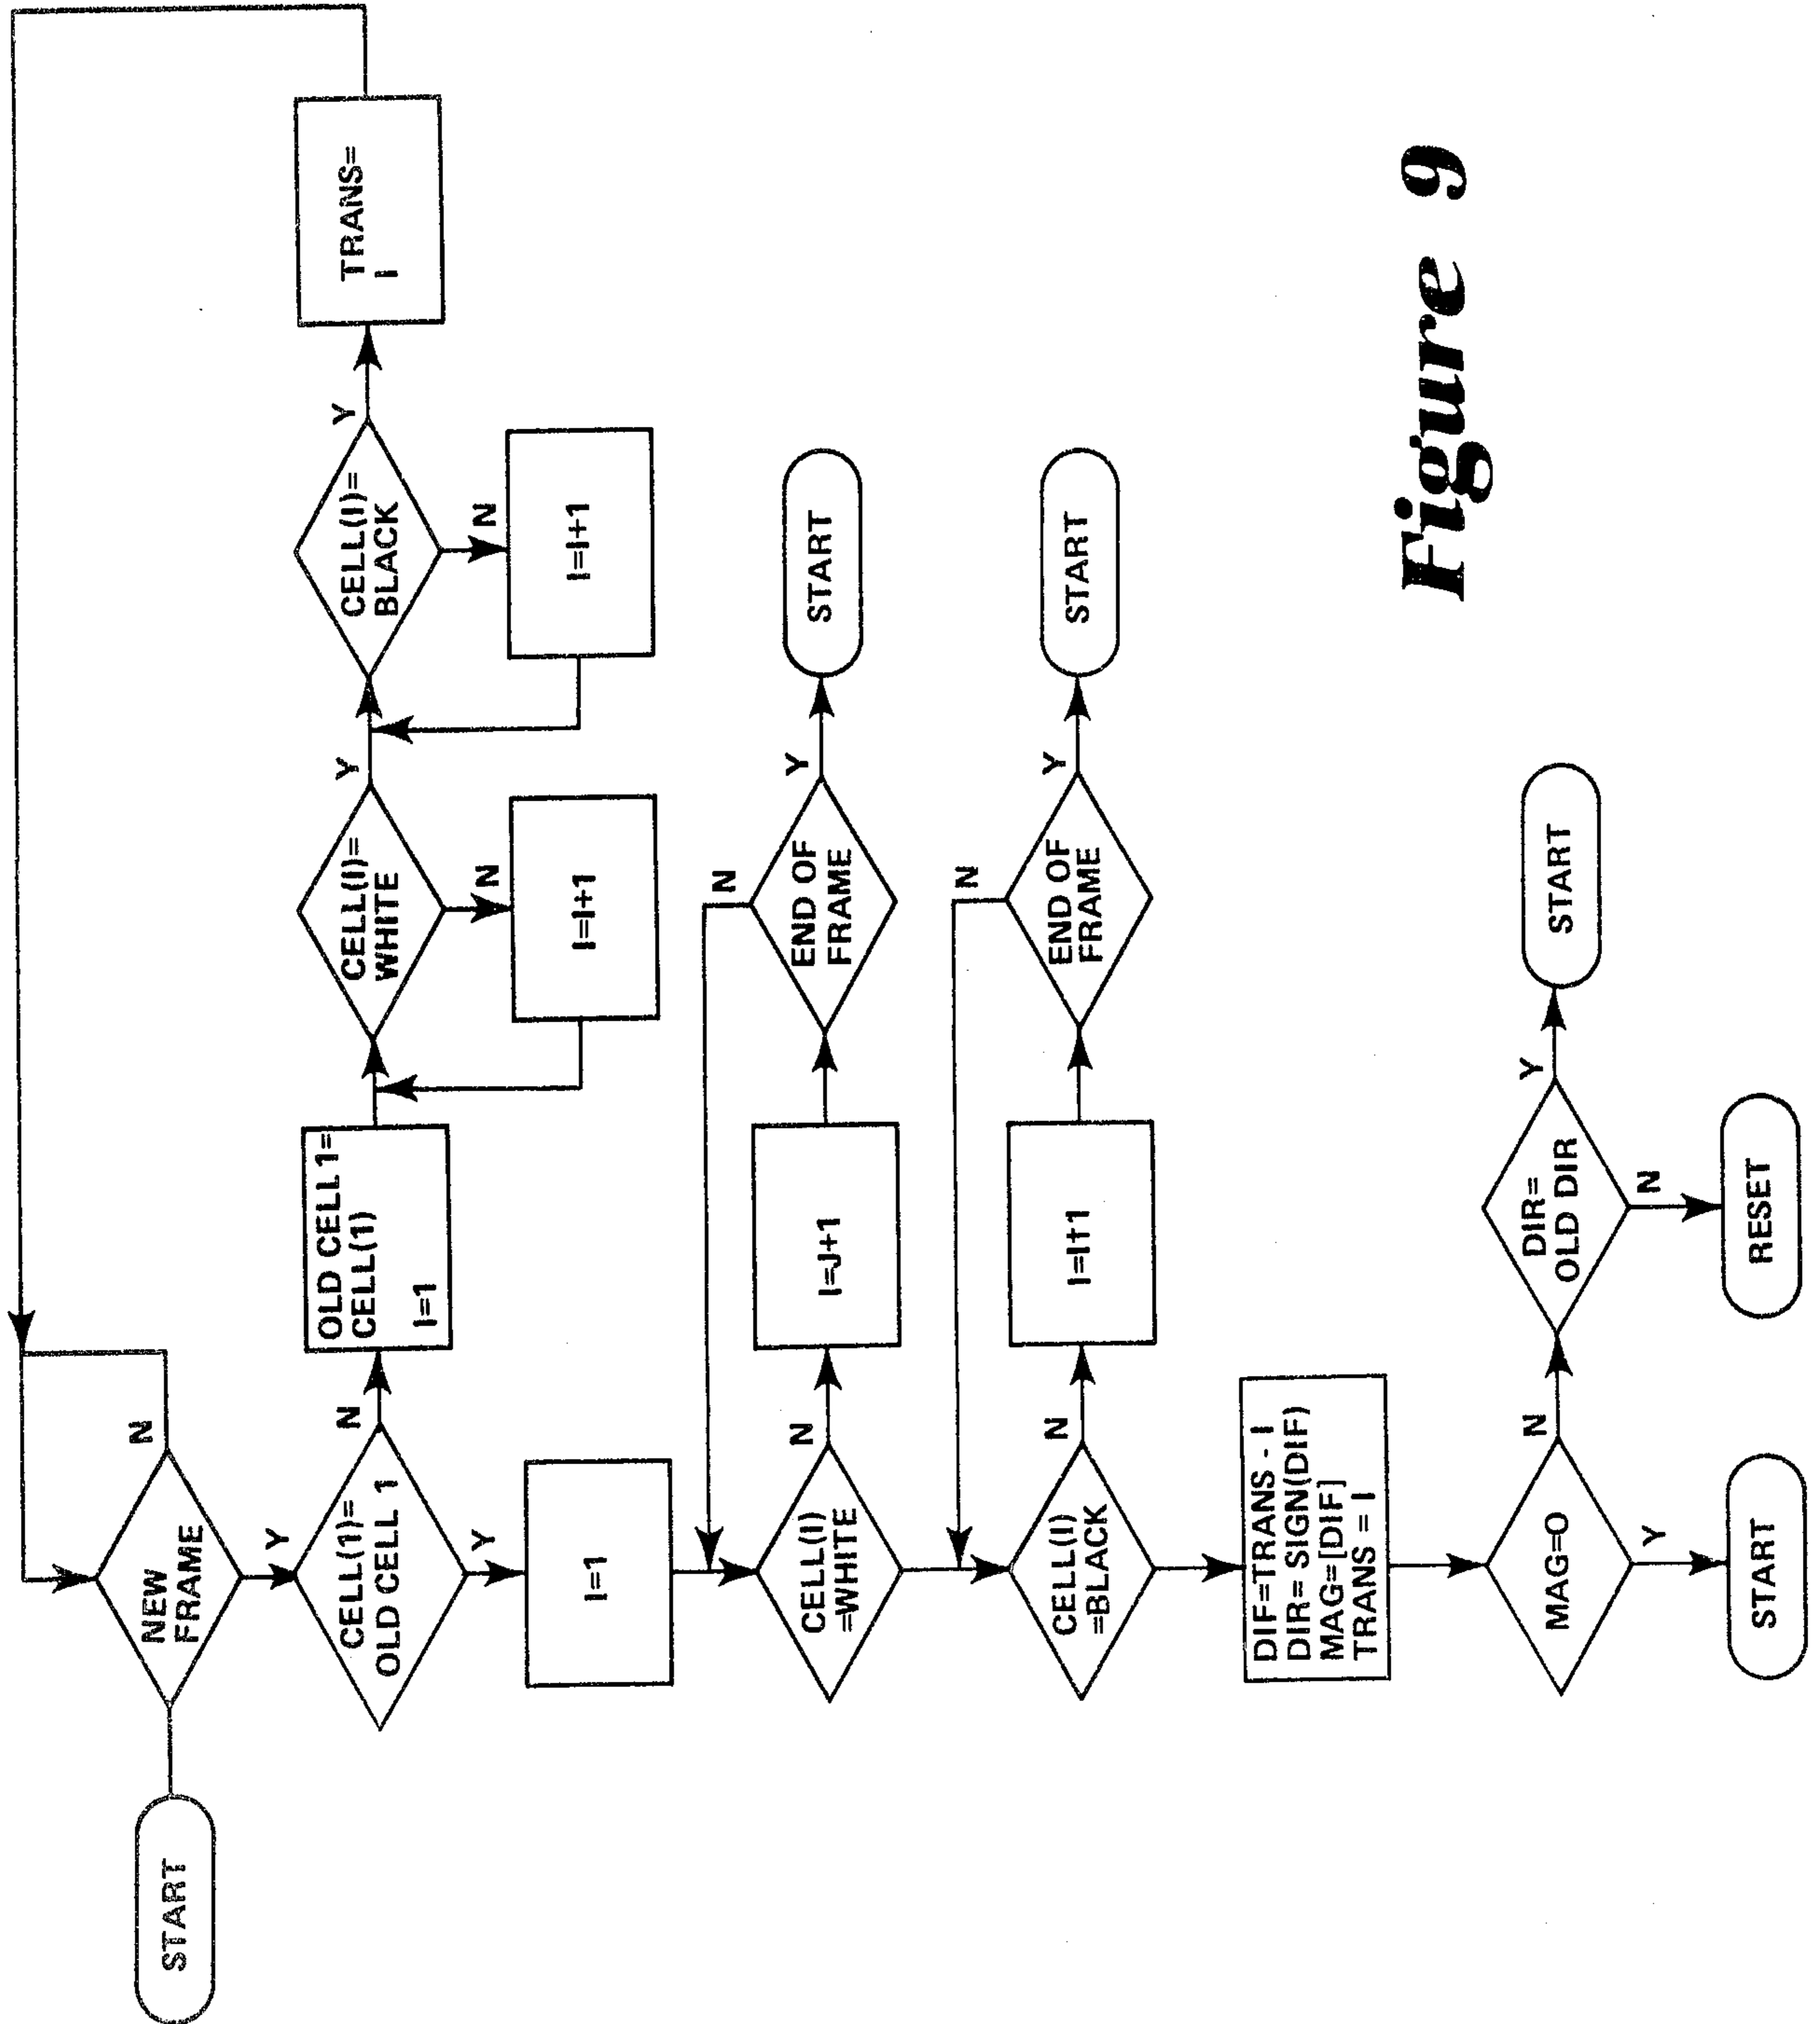 START
NEW
FRAME
N
Y
CELL(1)=
OLD CELL 1
N
Y
OLD CELL1=
CELL(1)
I=1
CELL(I)=
WHITE
Y
N
I=I+1
CELL(I)=
BLACK
Y
N
I=I+1
TRANS=
I
I=1
CELL(I)
=WHITE
N
I=J+1
END OF
FRAME
N
Y
START
CELL(I)
=BLACK
N
I=I+1
END OF
FRAME
N
Y
START
DIF=TRANS - I
DIR= SIGN(DIF)
MAG=[DIF]
TRANS = I
MAG=O
N
Y
START
DIR=
OLD DIR
Y
N
START
RESET
Figure 9